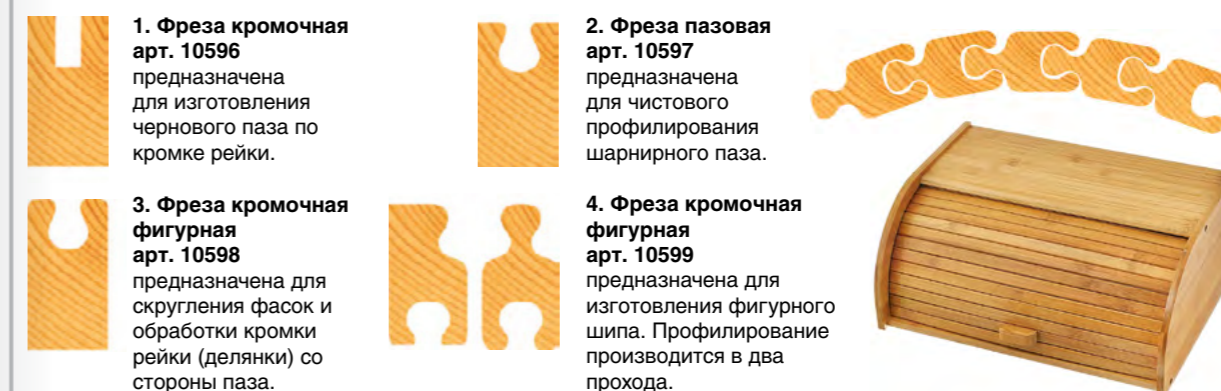 1. Фреза кромочная
арт. 10596
предназначена
для изготовления
чернового паза по
кромке рейки.
2. Фреза пазовая
арт. 10597
предназначена
для чистового
профилирования
шарнирного паза.
3. Фреза кромочная
фигурная
арт. 10598
предназначена для
скругления фасок и
обработки кромки
рейки (делянки) со
стороны паза.
4. Фреза кромочная
фигурная
арт. 10599
предназначена для
изготовления фигурного
шипа. Профилирование
производится в два
прохода.